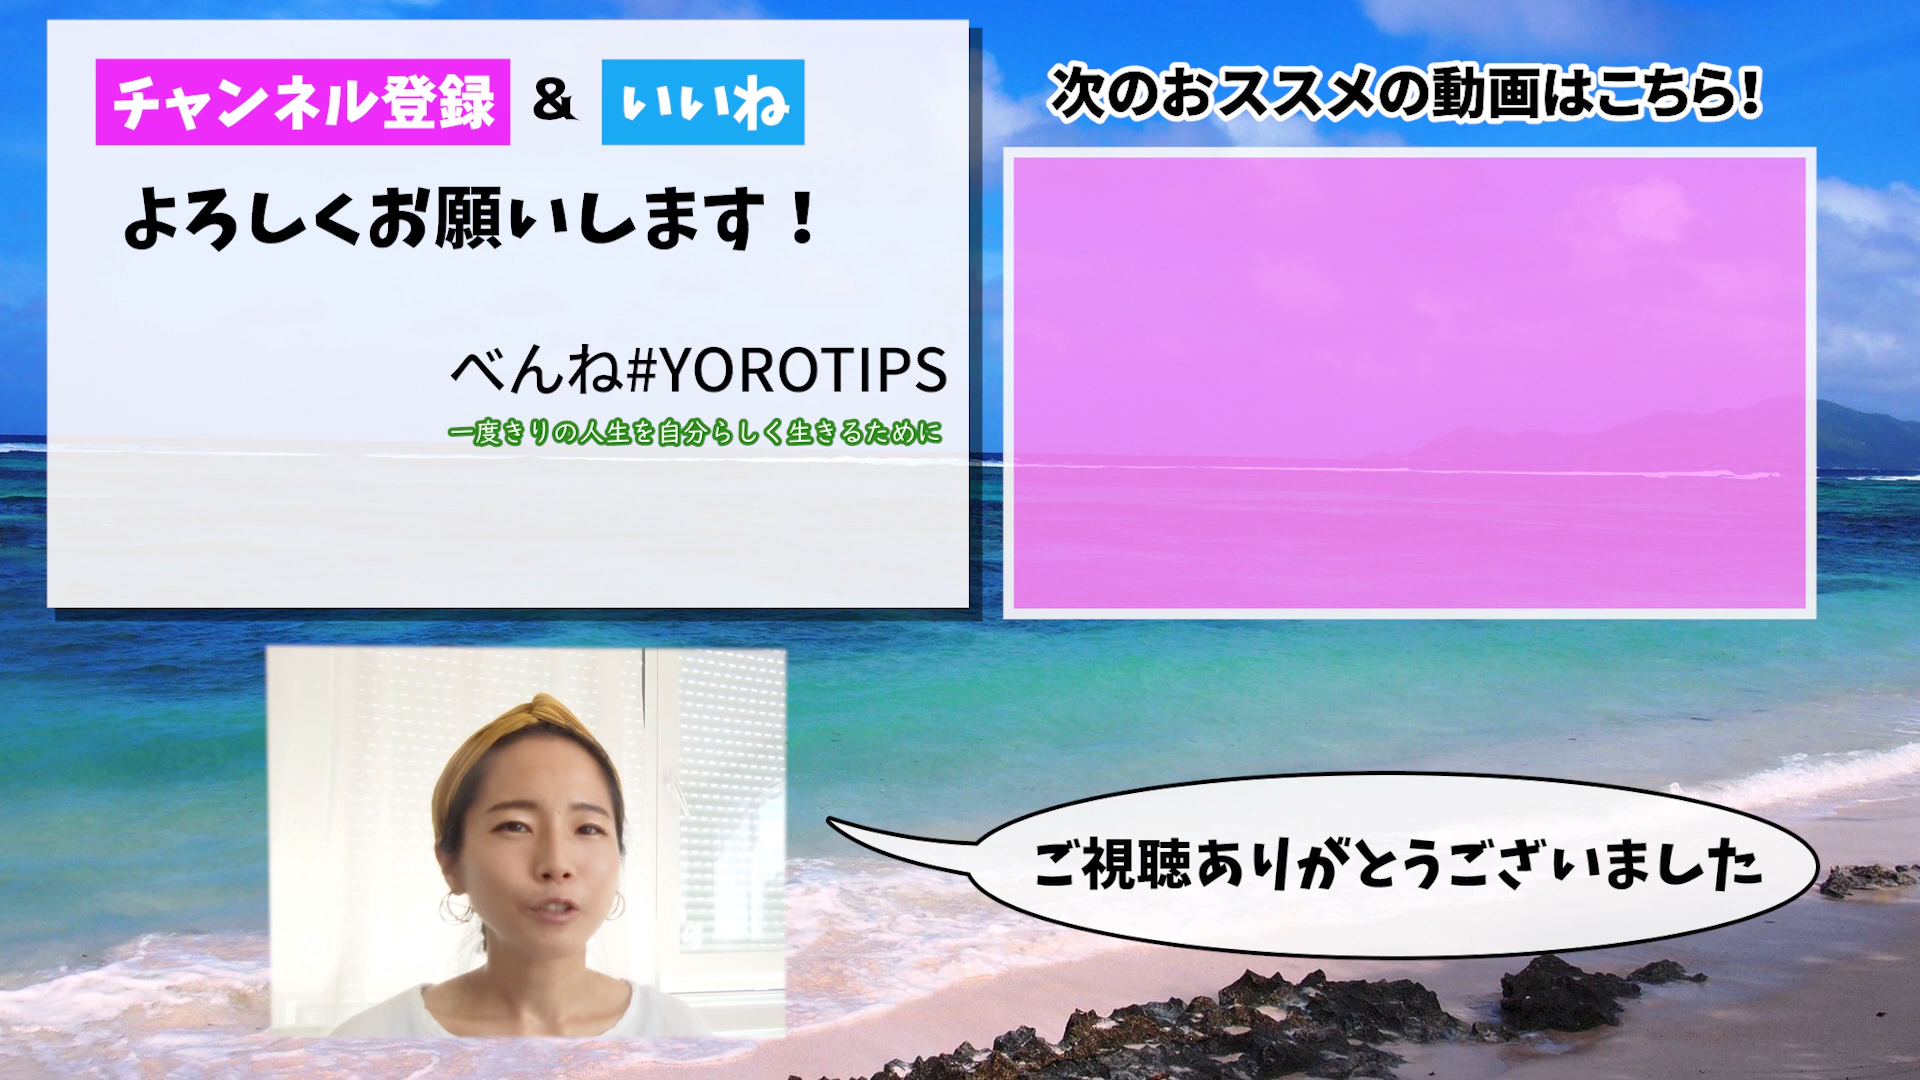 チャンネル登録 & いいね
よろしくお願いします！
べんね#YOROTIPS
一度きりの人生を自分らしく生きるために
次のおススメの動画はこちら!
ご視聴ありがとうございました